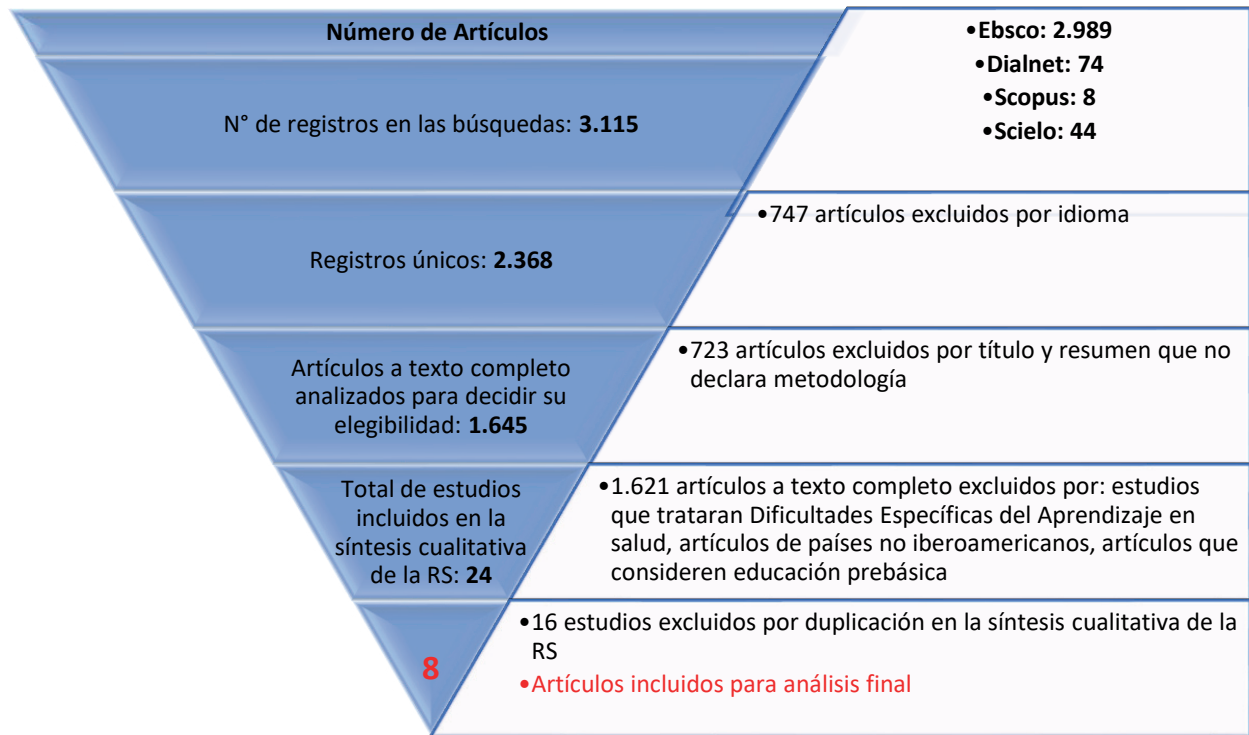 Número de Artículos
•Ebsco: 2.989
•Dialnet: 74
•Scopus: 8
•Scielo: 44
N° de registros en las búsquedas: 3.115
Registros únicos: 2.368
•747 artículos excluidos por idioma
Artículos a texto completo
analizados para decidir su
elegibilidad: 1.645
•723 artículos excluidos por título y resumen que no
declara metodología
Total de estudios
incluidos en la
síntesis cualitativa
de la RS: 24
•1.621 artículos a texto completo excluidos por: estudios
que trataran Dificultades Específicas del Aprendizaje en
salud, artículos de países no iberoamericanos, artículos que
consideren educación prebásica
8
•16 estudios excluidos por duplicación en la síntesis cualitativa de la
RS
•Artículos incluidos para análisis final